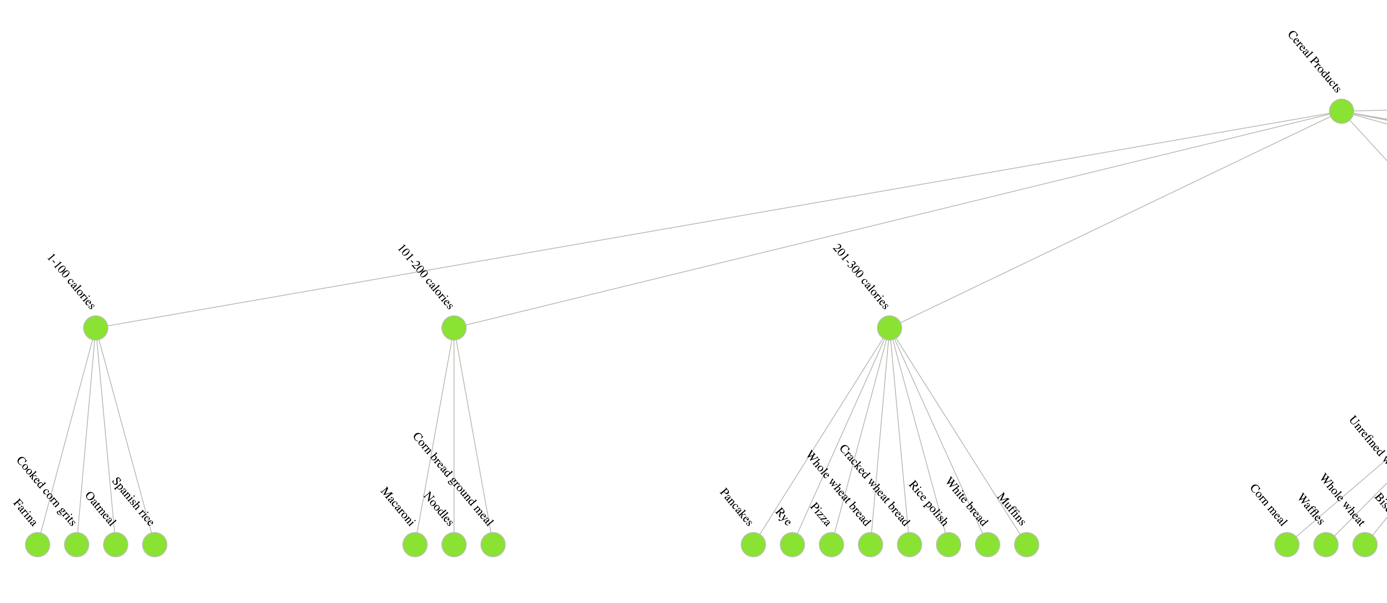 Cereal Products
1-100 calories
101-200 calories
201-300 calories
Farina
Cooked corn grits
Oatmeal
Spanish rice
Macaroni
Noodles
Corn bread ground meal
Pancakes
Rye
Pizza
Whole wheat bread
Cracked wheat bread
Rice polish
White bread
Muffins
Corn meal
Waffles
Whole wheat
Unrefined